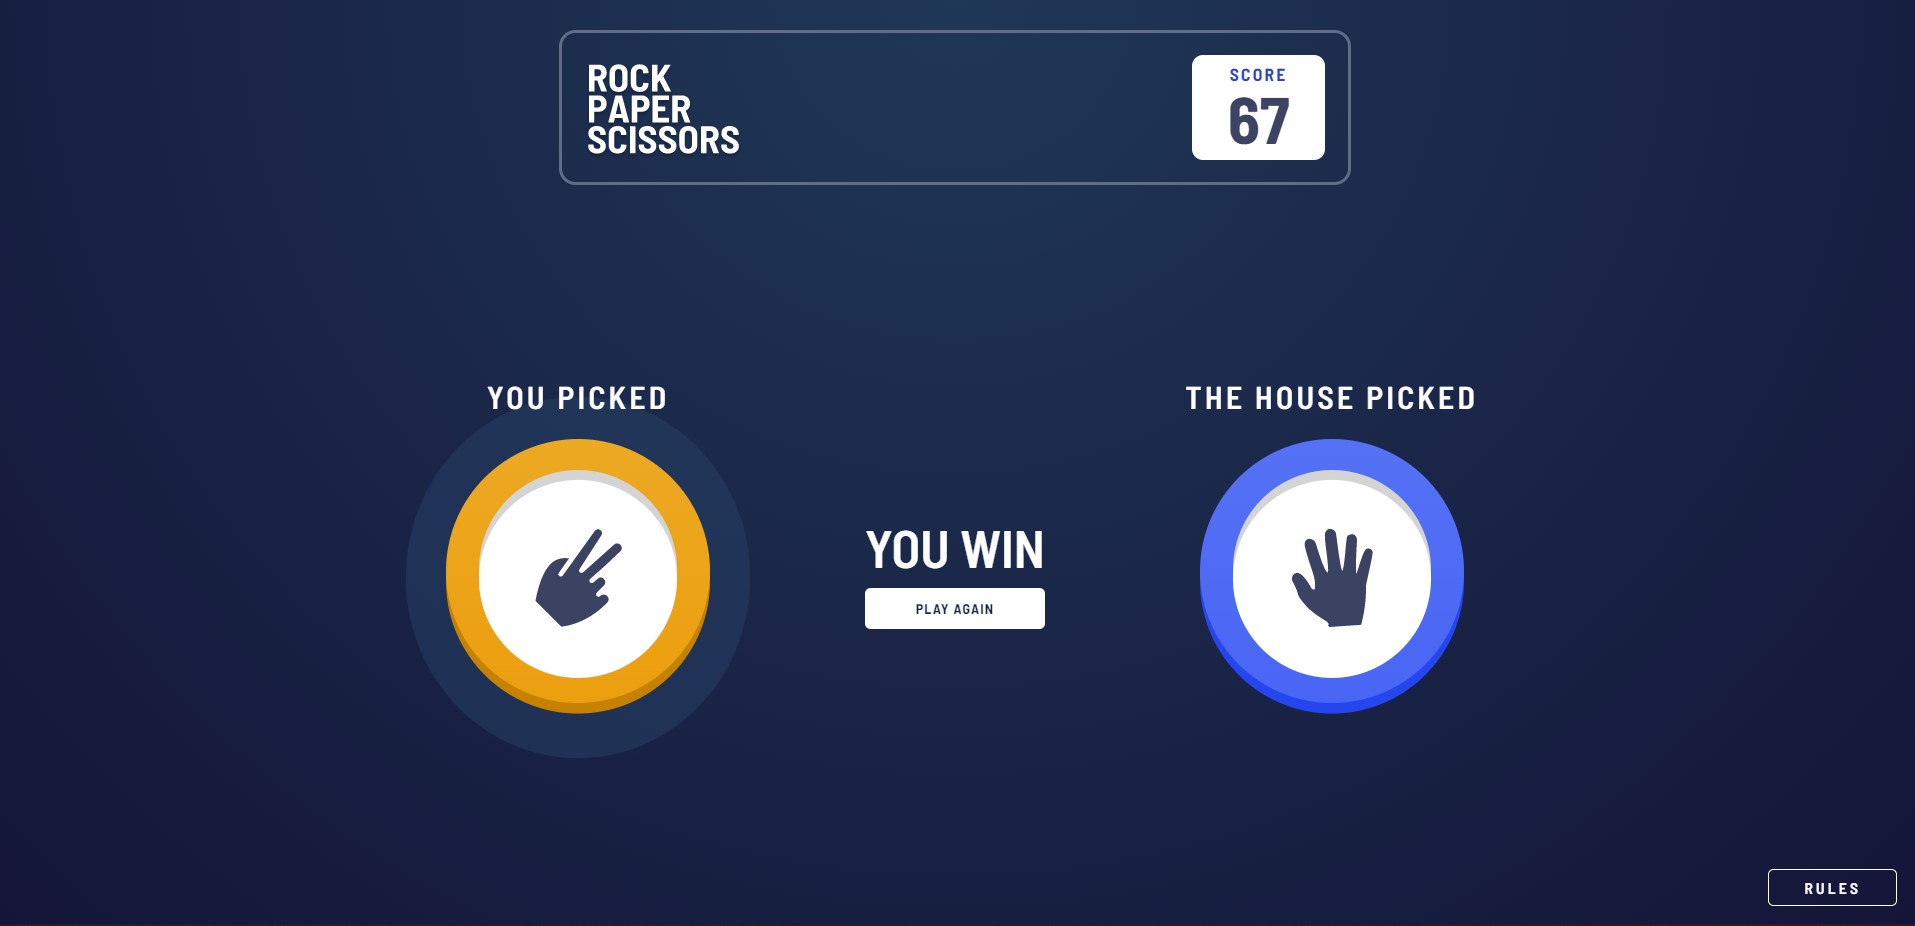 ROCK
PAPER
SCISSORS
SCORE
67
YOU PICKED
THE HOUSE PICKED
YOU WIN
PLAY AGAIN
RULES